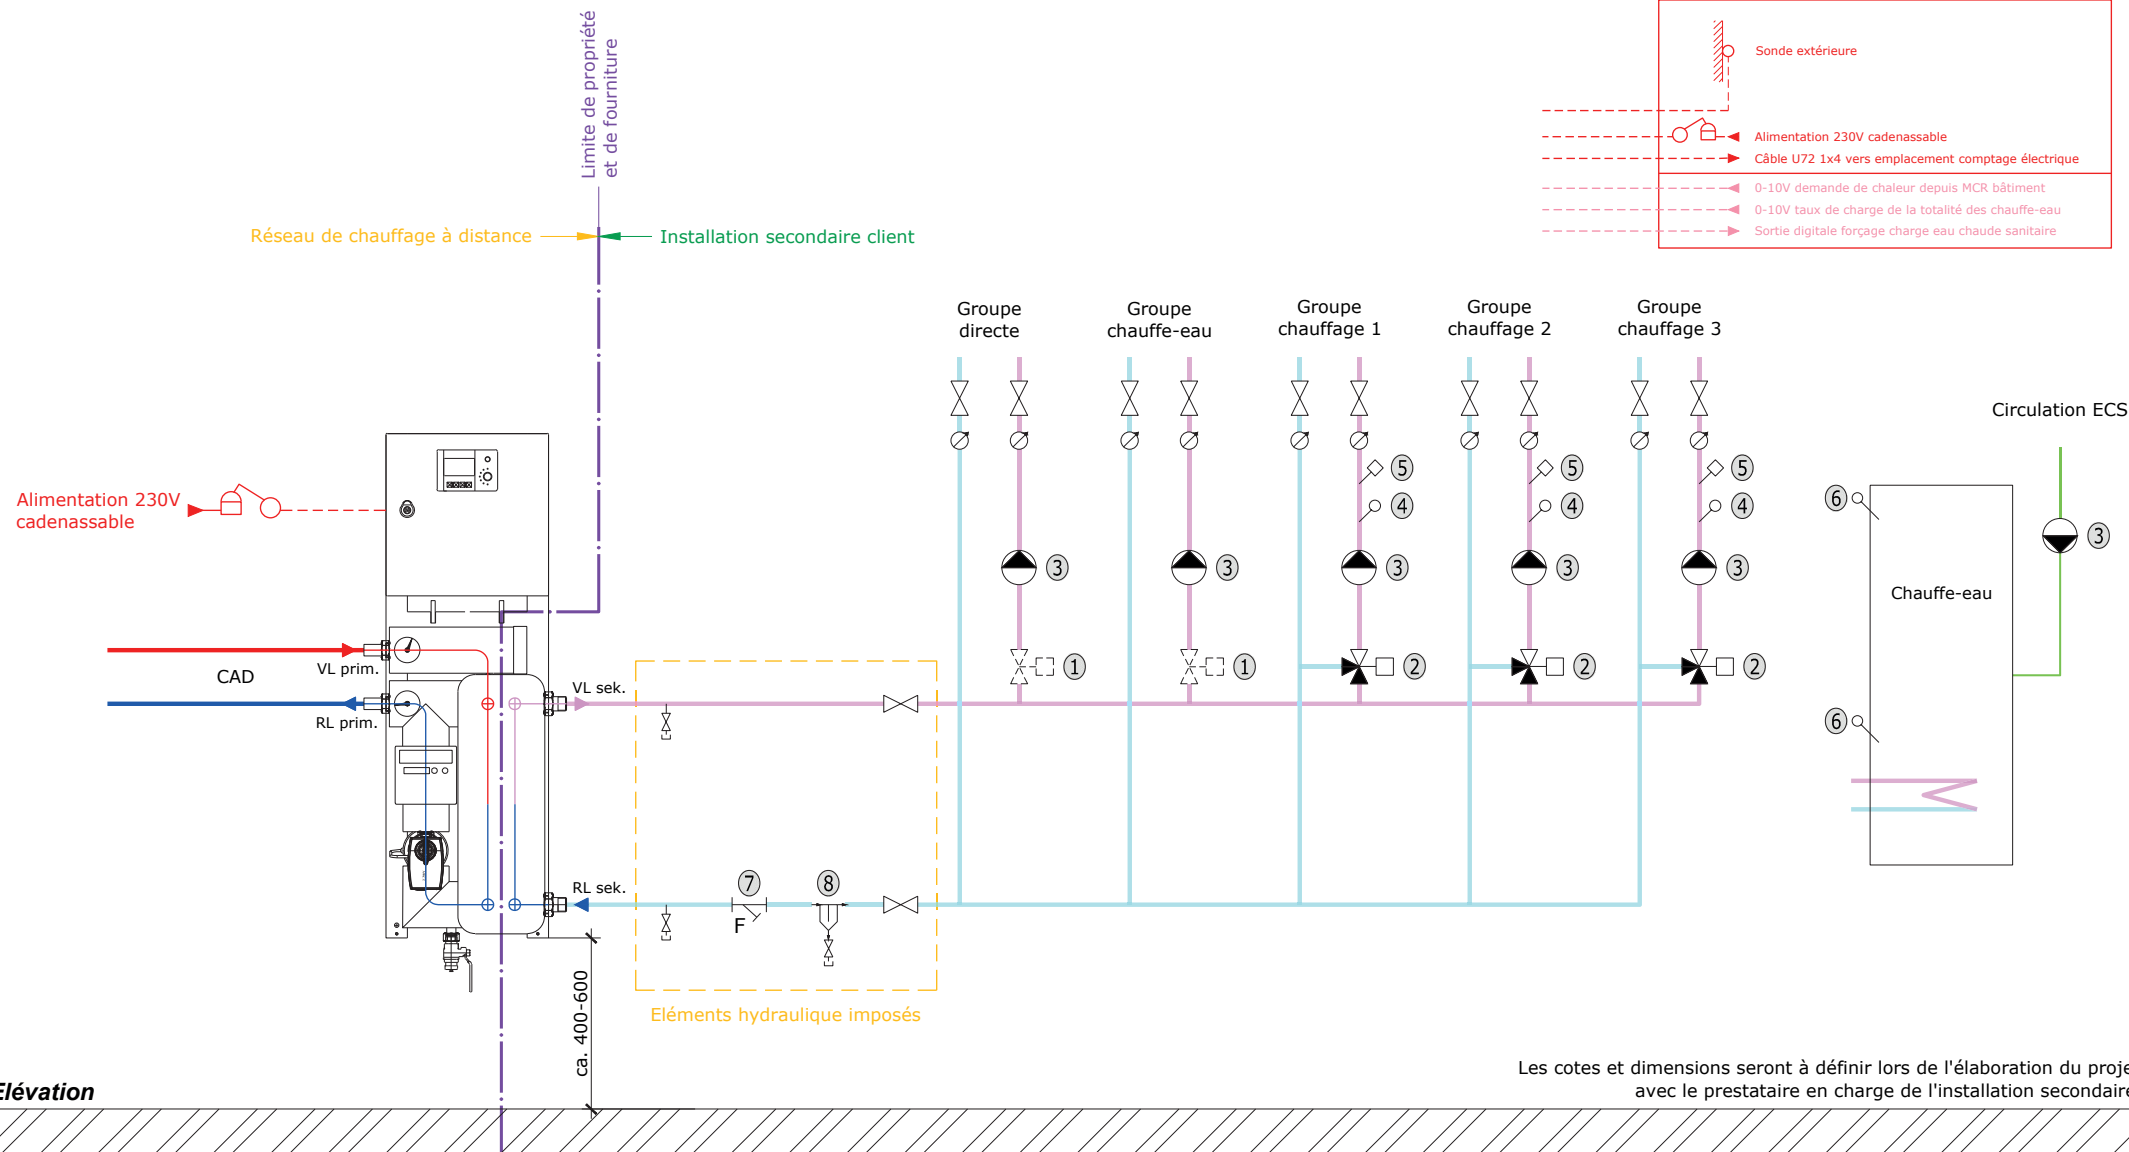 Limite de propriété
et de fourniture
Réseau de chauffage à distance
Installation secondaire client
Sonde extérieure
Alimentation 230V cadenassable
Câble U72 1x4 vers emplacement comptage électrique
0-10V demande de chaleur depuis MCR bâtiment
0-10V taux de charge de la totalité des chauffe-eau
Sortie digitale forçage charge eau chaude sanitaire
Groupe
directe
Groupe
chauffe-eau
Groupe
chauffage 1
Groupe
chauffage 2
Groupe
chauffage 3
Circulation ECS
Alimentation 230V
cadenassable
5
5
5
4
4
4
6
3
3
3
3
3
3
Chauffe-eau
1
1
2
2
2
6
VL prim.
CAD
RL prim.
VL sek.
RL sek.
7
8
F
Eléments hydraulique imposés
ca. 400-600
Elévation
Les cotes et dimensions seront à définir lors de l'élaboration du proje
avec le prestataire en charge de l'installation secondaire